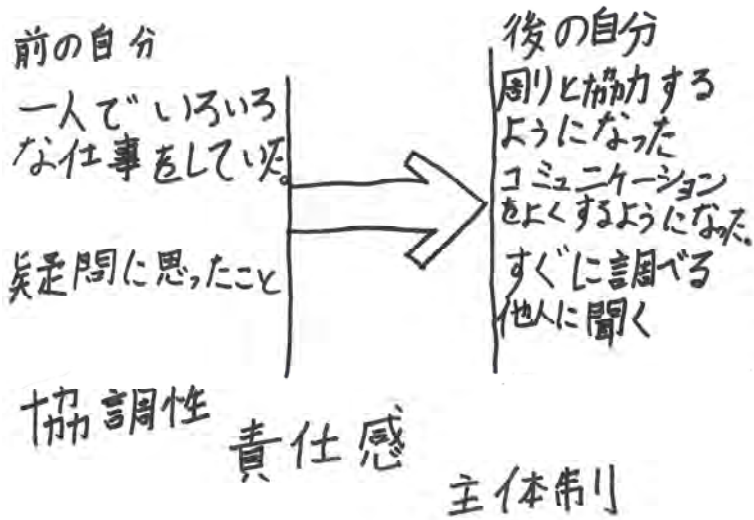 前の自分
一人でいろいろ
な仕事をしていた。
疑問に思ったこと
後の自分
周りと協力する
ようになった
コミュニケーション
をよくするようになった。
すぐに調べる
他人に聞く
協調性
責任感
主体制